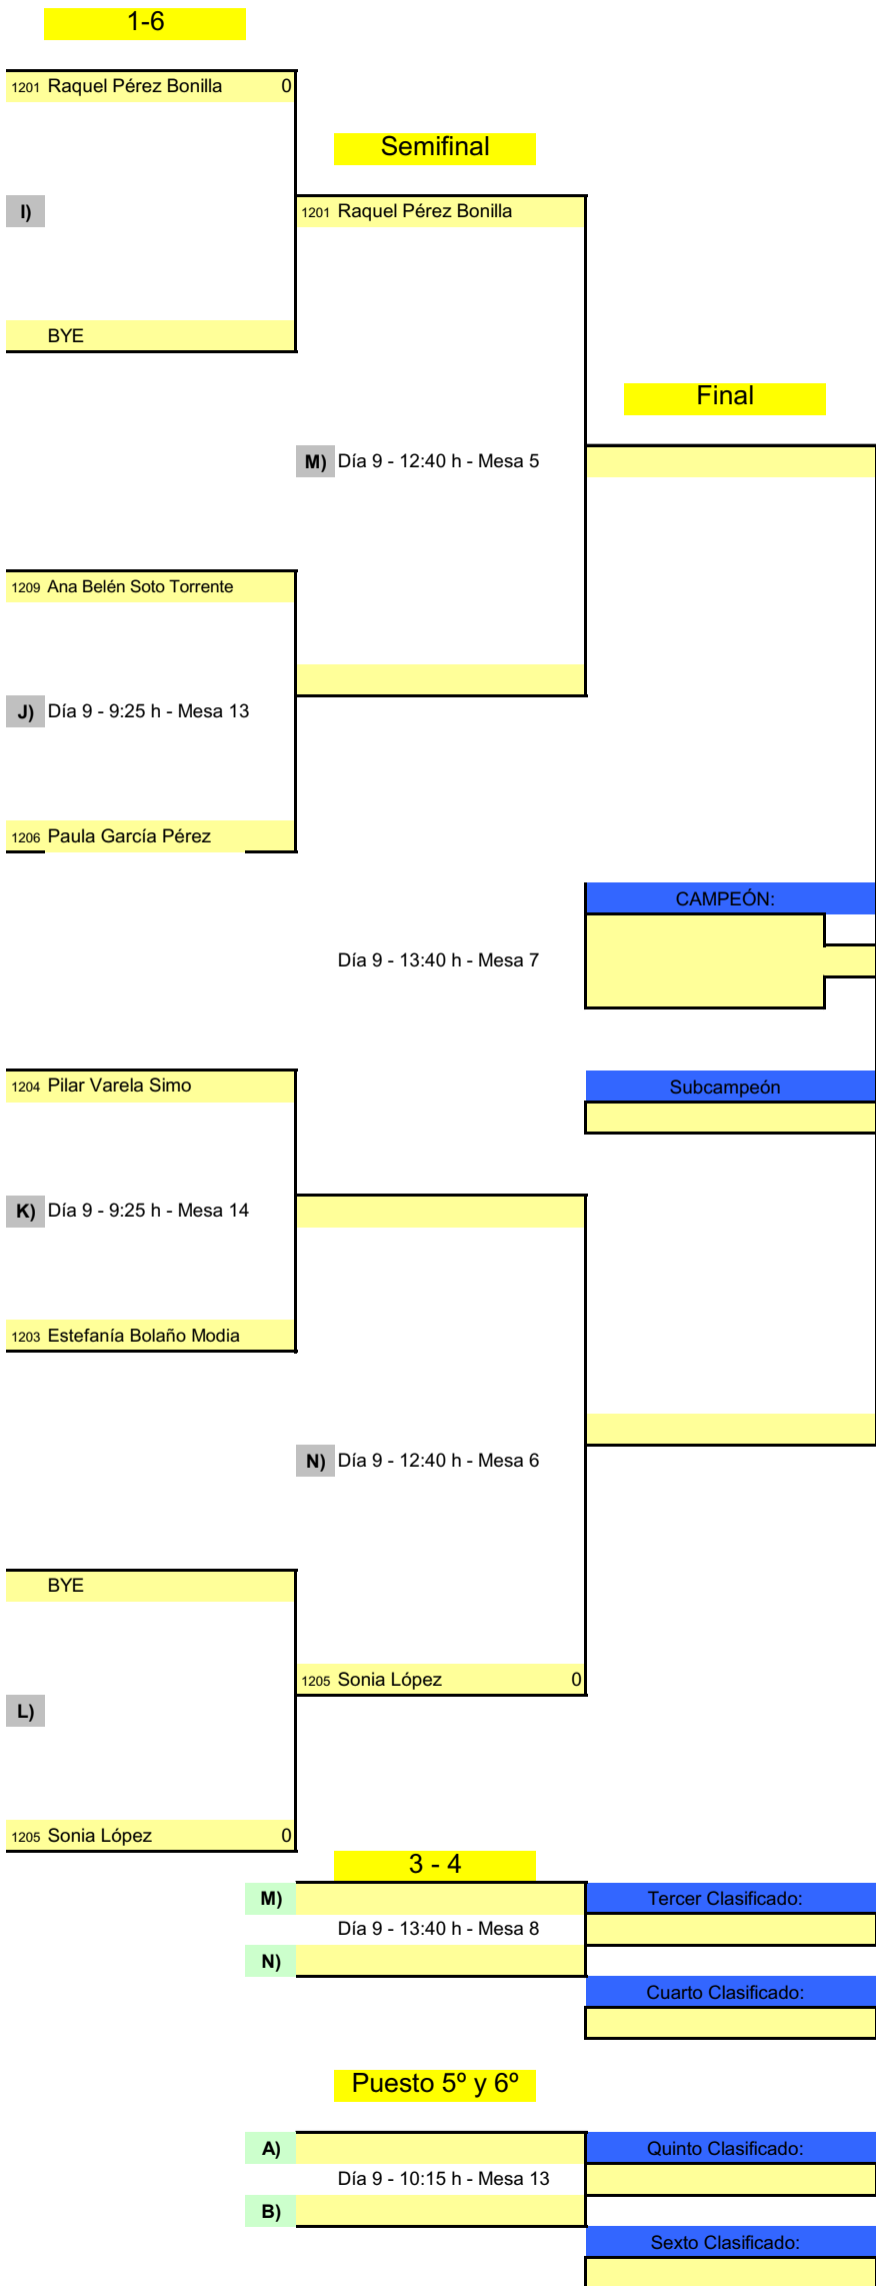 1-6
1201 Raquel Pérez Bonilla 0
Semifinal
I)
1201 Raquel Pérez Bonilla
BYE
Final
M) Día 9 - 12:40 h - Mesa 5
1209 Ana Belén Soto Torrente
J) Día 9 - 9:25 h - Mesa 13
1206 Paula García Pérez
CAMPEÓN:
Día 9 - 13:40 h - Mesa 7
1204 Pilar Varela Simo
Subcampeón
K) Día 9 - 9:25 h - Mesa 14
1203 Estefanía Bolaño Modia
N) Día 9 - 12:40 h - Mesa 6
BYE
1205 Sonia López 0
L)
1205 Sonia López 0
3 - 4
M)
Tercer Clasificado:
Día 9 - 13:40 h - Mesa 8
N)
Cuarto Clasificado:
Puesto 5º y 6º
A)
Quinto Clasificado:
Día 9 - 10:15 h - Mesa 13
B)
Sexto Clasificado: